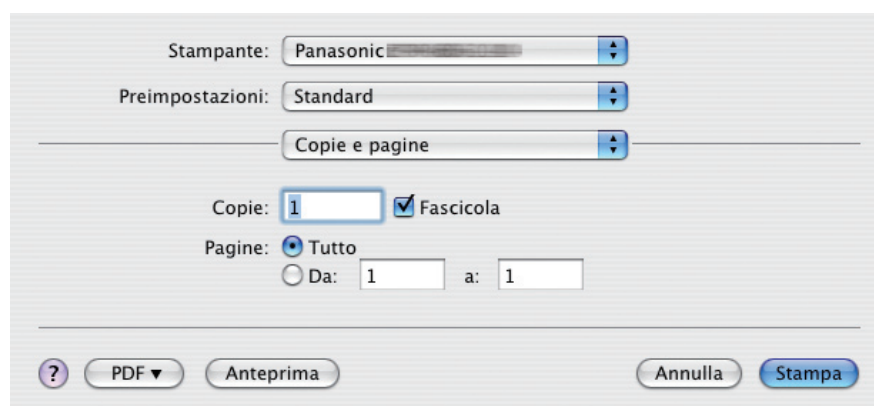 Stampante: Panasonic
Preimpostazioni: Standard
Copie e pagine
Copie: 1 Fascicola
Pagine: Tutto
Da: 1 a: 1
? PDF ▼ Anteprima Annulla Stampa